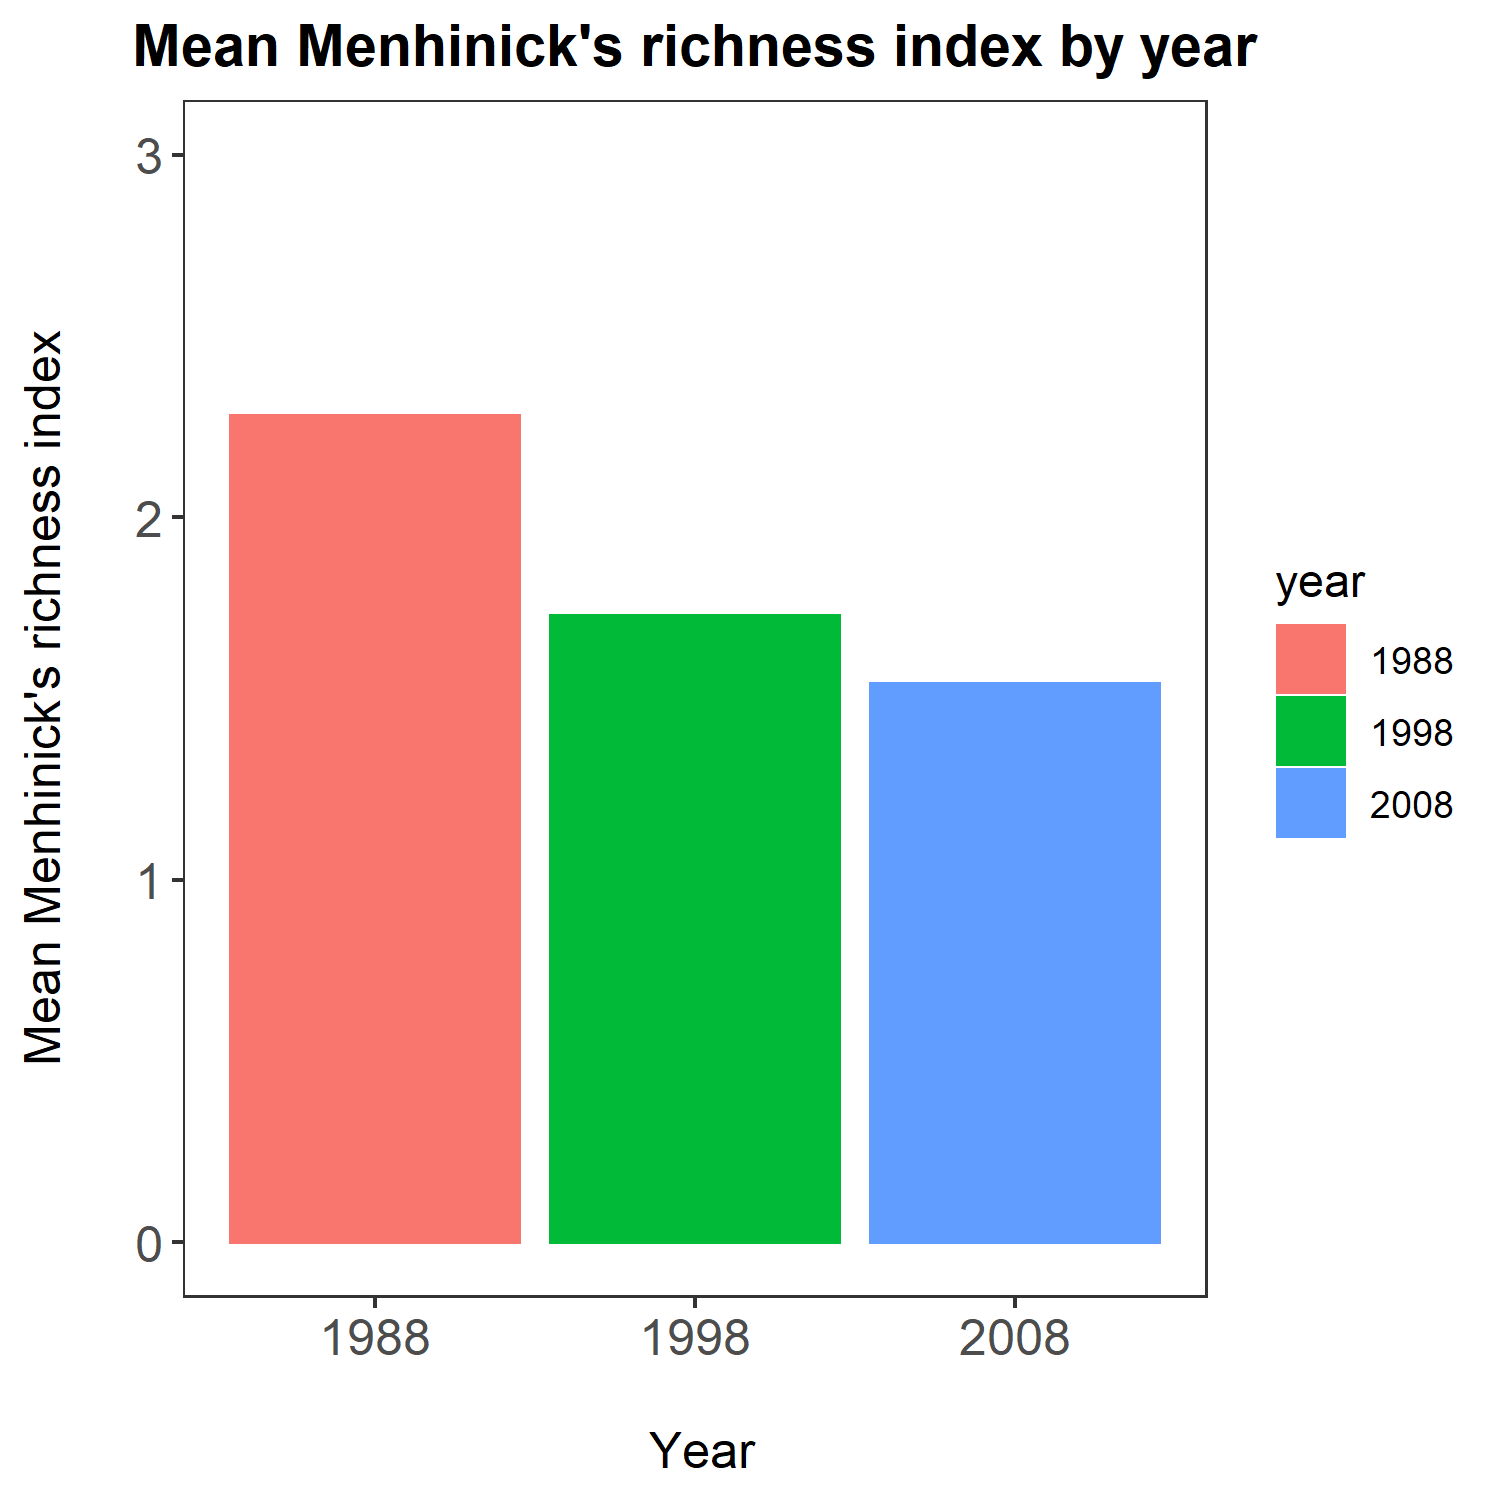 Mean Menhinick's richness index by year
Mean Menhinick's richness index
3
2
1
0
1988
1998
2008
Year
year
1988
1998
2008